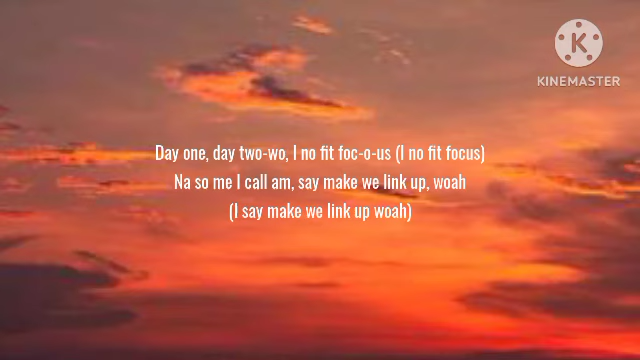 KINEMASTER
Day one, day two-wo, I no fit foc-o-us (I no fit focus)
Na so me I call am, say make we link up, woah
(I say make we link up woah)